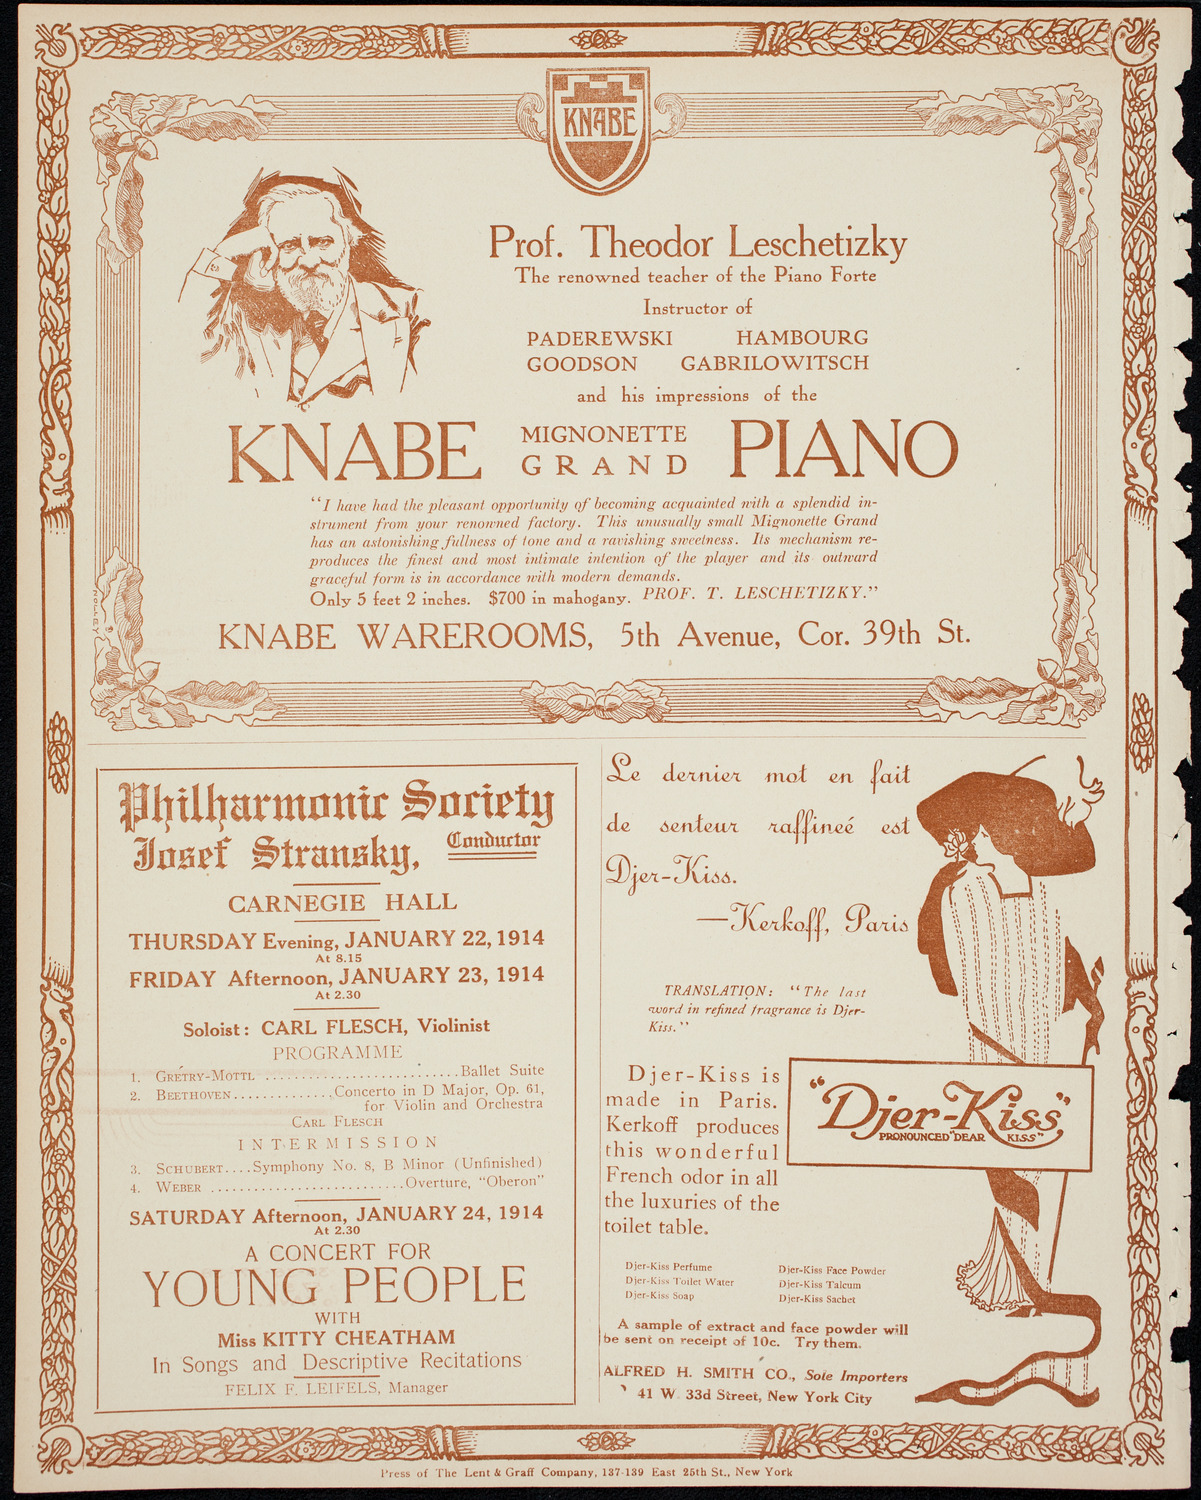 KNABE
Prof. Theodor Leschetizky
The renowned teacher of the Piano Forte
Instructor of
PADEREWSKI HAMBOURG
GOODSON GABRILOWITSCH
and his impressions of the
KNABE MIGNONETTE GRAND PIANO
"I have had the pleasant opportunity of becoming acquainted with a splendid in-
strument from your renowned factory. This unusually small Mignonette Grand
has an astonishing fullness of tone and a ravishing sweetness. Its mechanism re-
produces the finest and most intimate intention of the player and its outward
graceful form is in accordance with modern demands.
Only 5 feet 2 inches. $700 in mahogany. PROF. T. LESCHETIZKY."
KNABE WAREROOMS, 5th Avenue, Cor. 39th St.
Philharmonic Society
Josef Stransky, Conductor
CARNEGIE HALL
THURSDAY Evening, JANUARY 22, 1914
At 8.15
FRIDAY Afternoon, JANUARY 23, 1914
At 2.30
Soloist: CARL FLESCH, Violinist
PROGRAMME
1. GRÉTRY-MOTTL ............................Ballet Suite
2. BEETHOVEN.............Concerto in D Major, Op. 61,
for Violin and Orchestra
CARL FLESCH
INTERMISSION
3. SCHUBERT....Symphony No. 8, B Minor (Unfinished)
4. WEBER ...........................Overture, "Oberon"
SATURDAY Afternoon, JANUARY 24, 1914
At 2.30
A CONCERT FOR
YOUNG PEOPLE
WITH
Miss KITTY CHEATHAM
In Songs and Descriptive Recitations
FELIX F. LEIFELS, Manager
Le dernier mot en fait
de senteur raffineé est
Djer-Kiss.
—Kerkoff, Paris
TRANSLATION: "The last
word in refined fragrance is Djer-
Kiss."
Djer-Kiss is
made in Paris.
Kerkoff produces
this wonderful
French odor in all
the luxuries of the
toilet table.
"Djer-Kiss"
PRONOUNCED "DEAR KISS"
Djer-Kiss Perfume Djer-Kiss Face Powder
Djer-Kiss Toilet Water Djer-Kiss Talcum
Djer-Kiss Soap Djer-Kiss Sachet
A sample of extract and face powder will
be sent on receipt of 10c. Try them.
ALFRED H. SMITH CO., Sole Importers
41 W. 33d Street, New York City
Press of The Lent & Graff Company, 137-139 East 25th St., New York